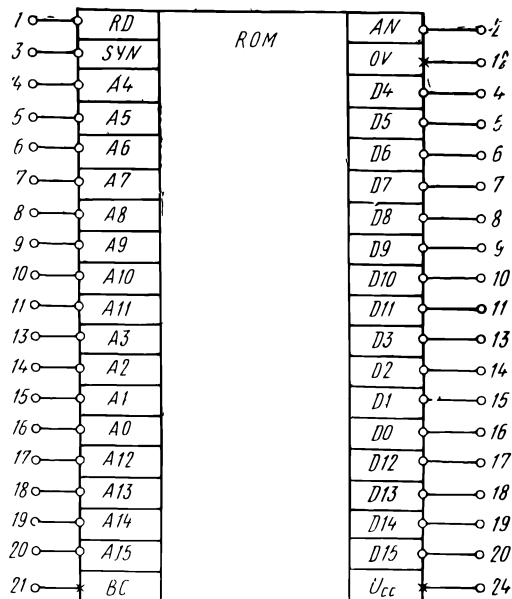 1 RD ROM AN 2
3 SYN 0V 12
4 A4 D4 4
5 A5 D5 5
6 A6 D6 6
7 A7 D7 7
8 A8 D8 8
9 A9 D9 9
10 A10 D10 10
11 A11 D11 11
13 A3 D3 13
14 A2 D2 14
15 A1 D1 15
16 A0 D0 16
17 A12 D12 17
18 A13 D13 18
19 A14 D14 19
20 A15 D15 20
21 BC Ucc 24